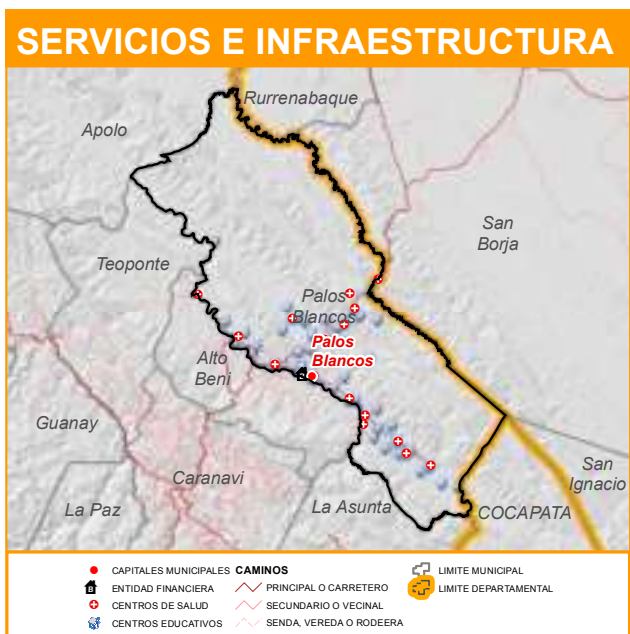 SERVICIOS E INFRAESTRUCTURA
Rurrenabaque
Apolo
San
Borja
Teoponte
Palos
Blancos
Palos
Blancos
Alto
Beni
Guanay
Caranavi
San
Ignacio
La Paz
La Asunta
COCAPATA
CAPITALES MUNICIPALES
ENTIDAD FINANCIERA
CENTROS DE SALUD
CENTROS EDUCATIVOS
CAMINOS
PRINCIPAL O CARRETERO
SECUNDARIO O VECINAL
SENDA, VEREDA O RODEERA
LIMITE MUNICIPAL
LIMITE DEPARTAMENTAL